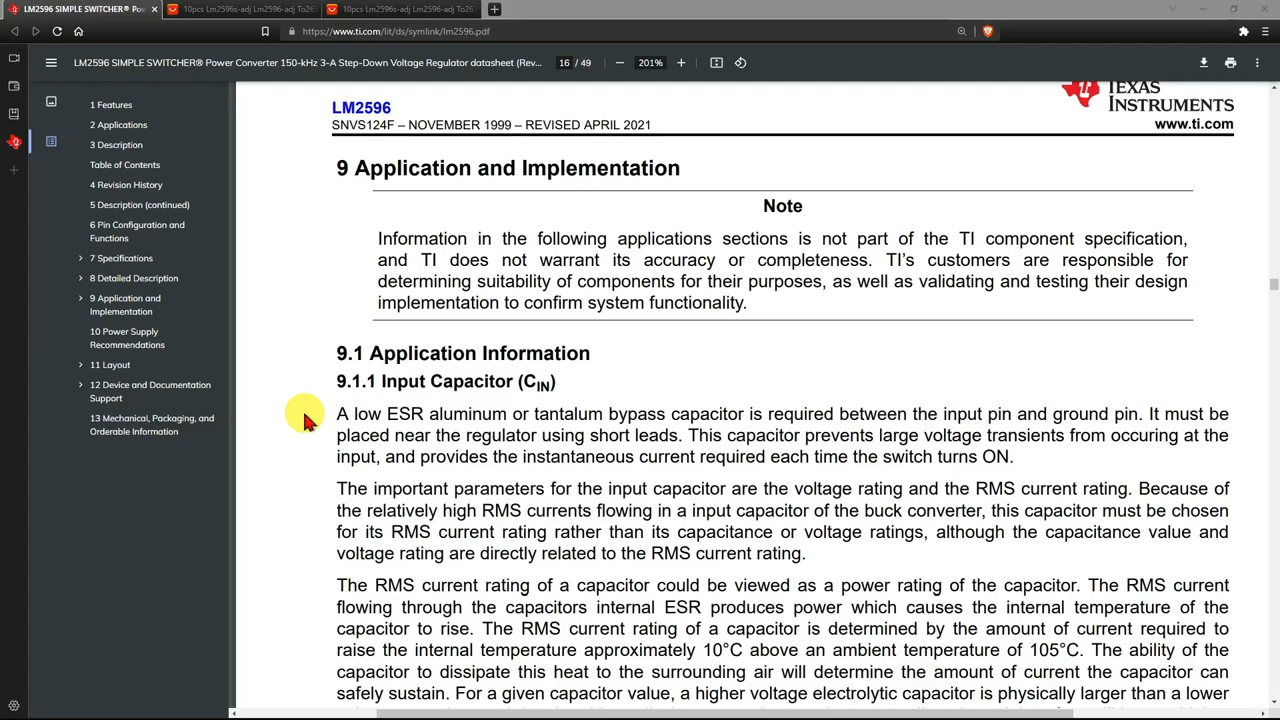 LM2596 SIMPLE SWITCHER® Pow
10pcs Lm2596s-adj Lm2596-adj To26
10pcs Lm2596s-adj Lm2596-adj To26
https://www.ti.com/lit/ds/symlink/lm2596.pdf
LM2596 SIMPLE SWITCHER® Power Converter 150-kHz 3-A Step-Down Voltage Regulator datasheet (Rev...
16 / 49
201%
1 Features
2 Applications
3 Description
Table of Contents
4 Revision History
5 Description (continued)
6 Pin Configuration and
Functions
7 Specifications
8 Detailed Description
9 Application and
Implementation
10 Power Supply
Recommendations
11 Layout
12 Device and Documentation
Support
13 Mechanical, Packaging, and
Orderable Information
TEXAS
INSTRUMENTS
www.ti.com
LM2596
SNVS124F – NOVEMBER 1999 – REVISED APRIL 2021
9 Application and Implementation
Note
Information in the following applications sections is not part of the TI component specification,
and TI does not warrant its accuracy or completeness. TI's customers are responsible for
determining suitability of components for their purposes, as well as validating and testing their design
implementation to confirm system functionality.
9.1 Application Information
9.1.1 Input Capacitor (CIN)
A low ESR aluminum or tantalum bypass capacitor is required between the input pin and ground pin. It must be
placed near the regulator using short leads. This capacitor prevents large voltage transients from occuring at the
input, and provides the instantaneous current required each time the switch turns ON.
The important parameters for the input capacitor are the voltage rating and the RMS current rating. Because of
the relatively high RMS currents flowing in a input capacitor of the buck converter, this capacitor must be chosen
for its RMS current rating rather than its capacitance or voltage ratings, although the capacitance value and
voltage rating are directly related to the RMS current rating.
The RMS current rating of a capacitor could be viewed as a power rating of the capacitor. The RMS current
flowing through the capacitors internal ESR produces power which causes the internal temperature of the
capacitor to rise. The RMS current rating of a capacitor is determined by the amount of current required to
raise the internal temperature approximately 10°C above an ambient temperature of 105°C. The ability of the
capacitor to dissipate this heat to the surrounding air will determine the amount of current the capacitor can
safely sustain. For a given capacitor value, a higher voltage electrolytic capacitor is physically larger than a lower